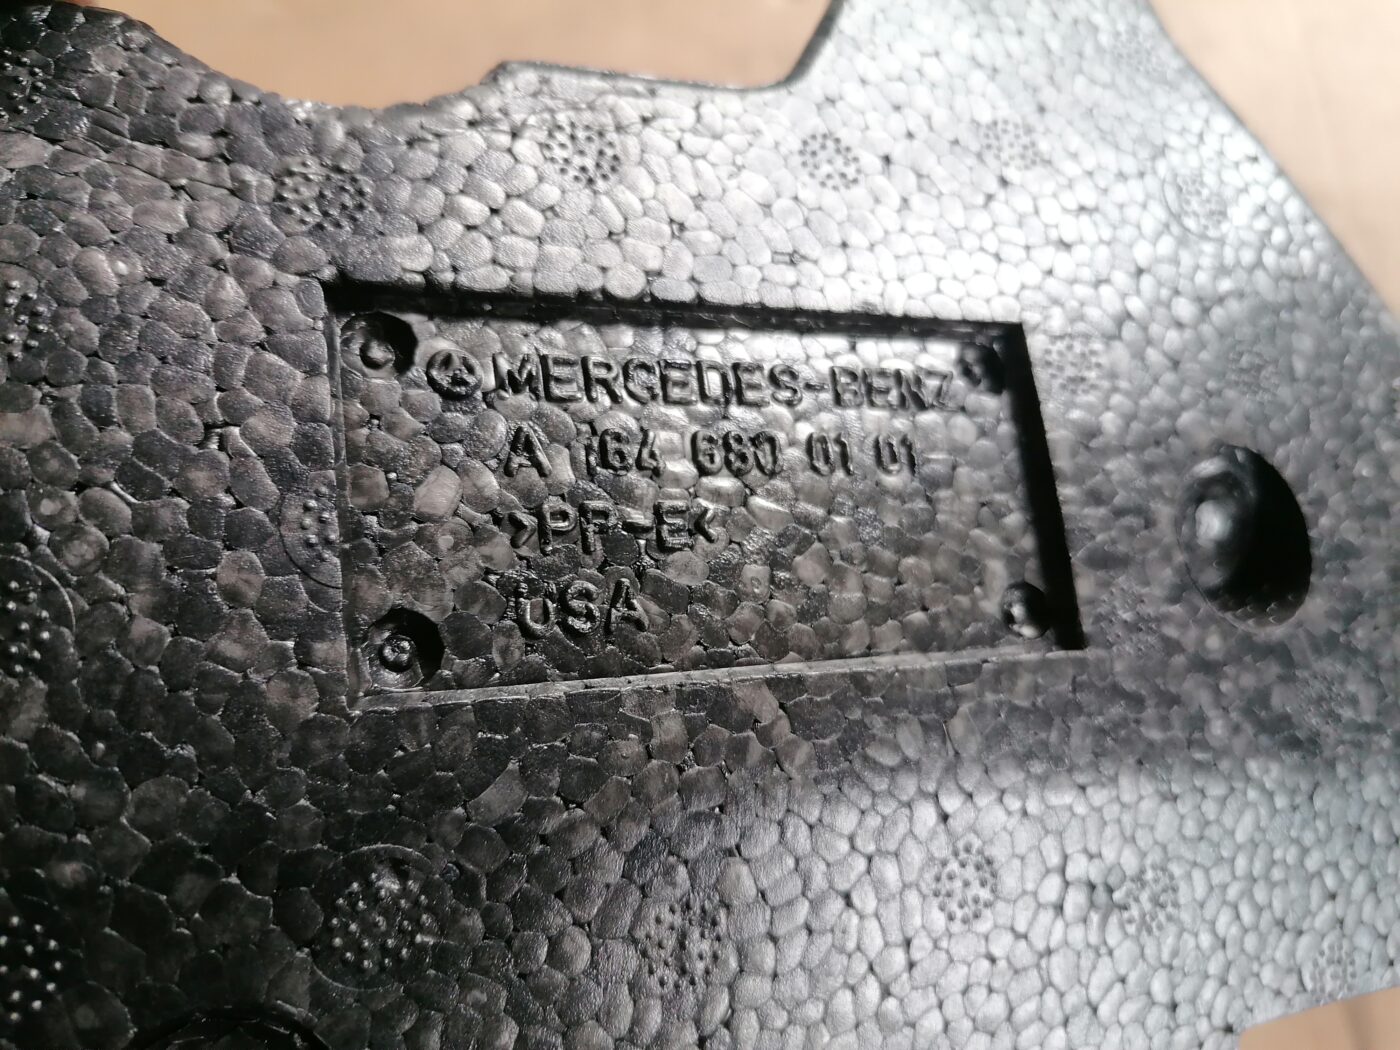 MERCEDES-BENZ
A 164 680 01 01
>PP-E<
USA